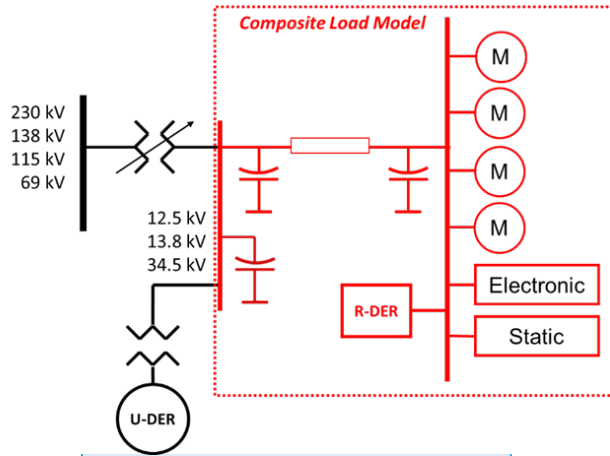 Composite Load Model
230 kV
138 kV
115 kV
69 kV
12.5 kV
13.8 kV
34.5 kV
M
M
M
M
Electronic
R-DER
Static
U-DER